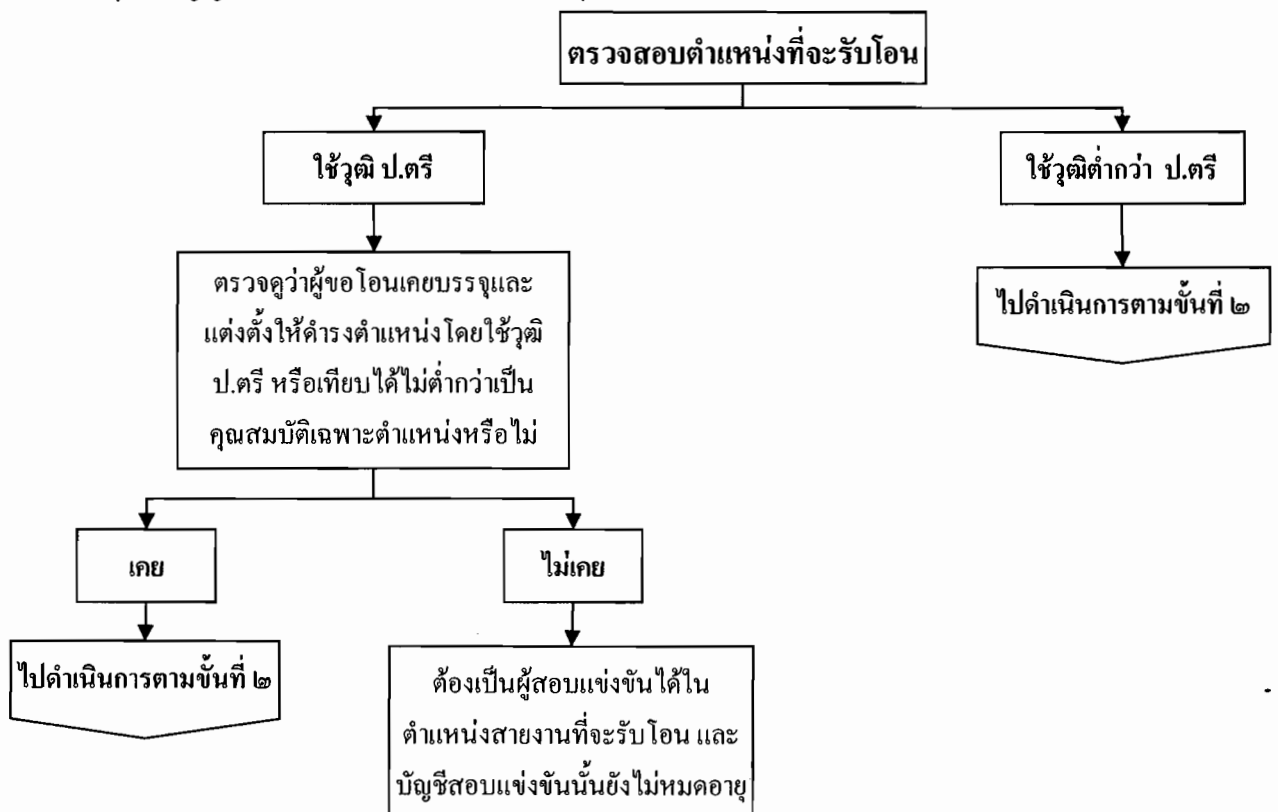 ตรวจสอบตำแหน่งที่จะรับโอน
ใช้วุฒิ ป.ตรี
ใช้วุฒิต่ำกว่า ป.ตรี
ตรวจดูว่าผู้ขอโอนเคยบรรจุและ
แต่งตั้งให้ดำรงตำแหน่งโดยใช้วุฒิ
ป.ตรี หรือเทียบได้ไม่ต่ำกว่าเป็น
คุณสมบัติเฉพาะตำแหน่งหรือไม่
ไปดำเนินการตามขั้นที่ ๒
เคย
ไม่เคย
ไปดำเนินการตามขั้นที่ ๒
ต้องเป็นผู้สอบแข่งขันได้ใน
ตำแหน่งสายงานที่จะรับโอน และ
บัญชีสอบแข่งขันนั้นยังไม่หมดอายุ